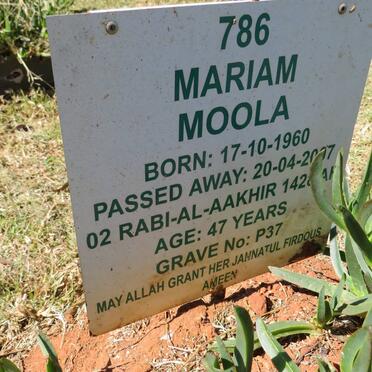 786
MARIAM
MOOLA
BORN: 17-10-1960
PASSED AWAY: 20-04-2007
02 RABI-AL-AAKHIR 1428
AGE: 47 YEARS
GRAVE No: P37
MAY ALLAH GRANT HER JANNATUL FIRDOUS
AMEEN